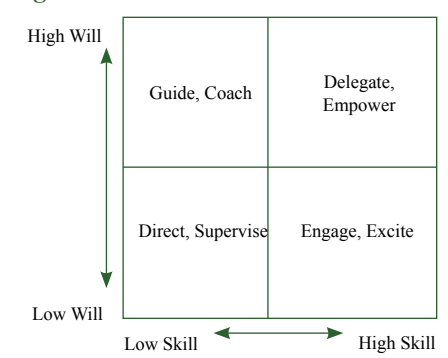 High Will
Guide, Coach
Delegate,
Empower
Direct, Supervise
Engage, Excite
Low Will
Low Skill
High Skill